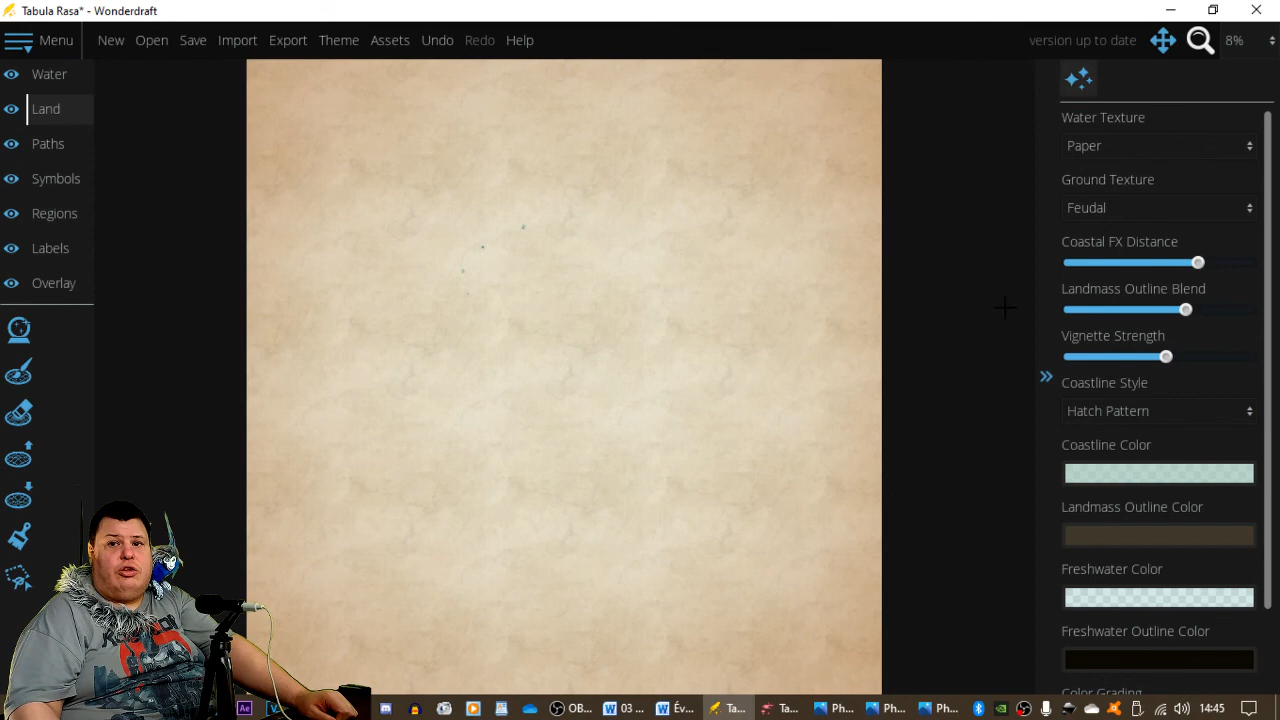 Tabula Rasa* - Wonderdraft
Menu New Open Save Import Export Theme Assets Undo Redo Help version up to date 8%
Water
Land
Paths
Symbols
Regions
Labels
Overlay
Water Texture
Paper
Ground Texture
Feudal
Coastal FX Distance
Landmass Outline Blend
Vignette Strength
Coastline Style
Hatch Pattern
Coastline Color
Landmass Outline Color
Freshwater Color
Freshwater Outline Color
Color Grading
Ae OB... 03 ... Év... Ta... Ta... Ph... Ph... Ph... 14:45